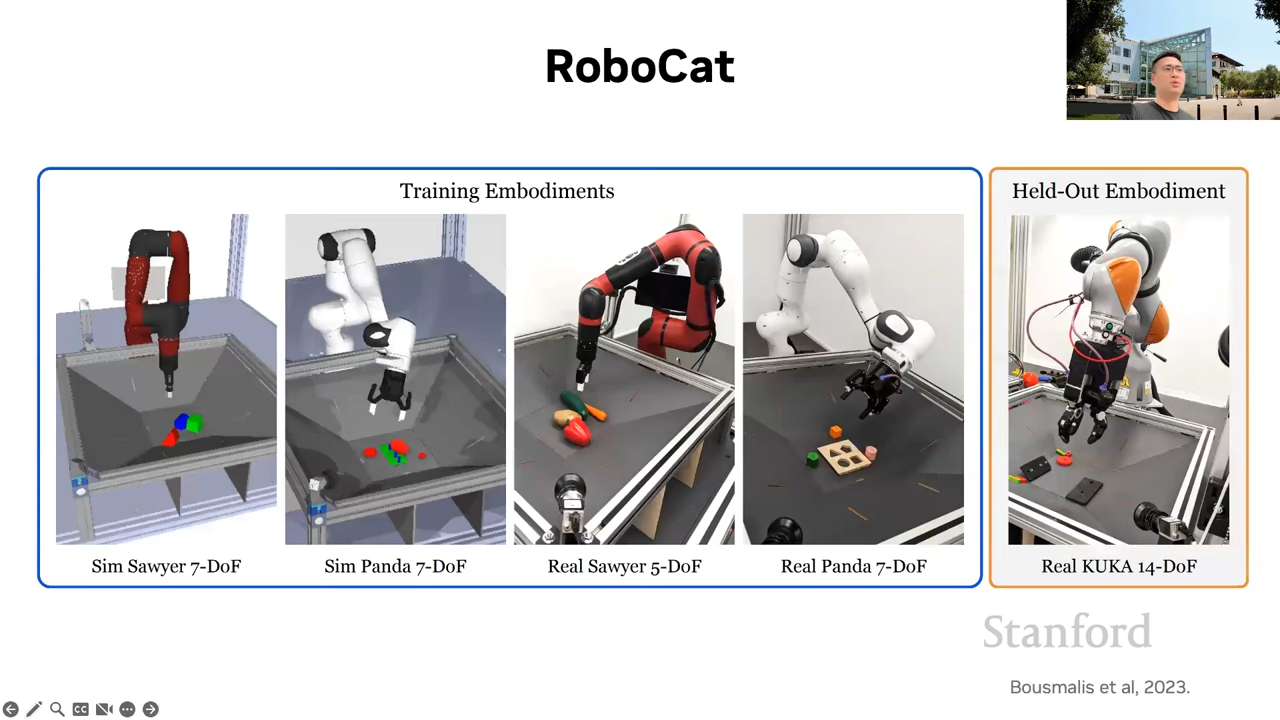 RoboCat
Training Embodiments
Held-Out Embodiment
Sim Sawyer 7-DoF
Sim Panda 7-DoF
Real Sawyer 5-DoF
Real Panda 7-DoF
Real KUKA 14-DoF
Stanford
Bousmalis et al, 2023.
CC